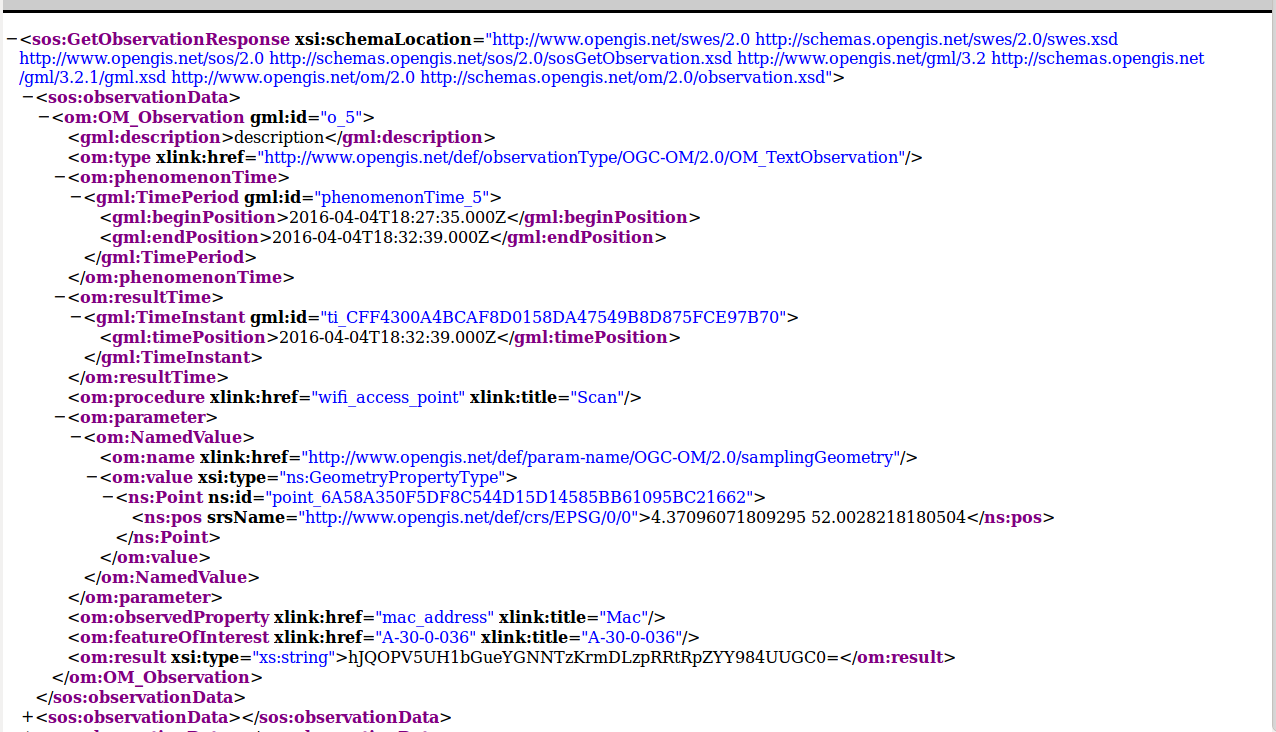 −<sos:GetObservationResponse xsi:schemaLocation="http://www.opengis.net/swes/2.0 http://schemas.opengis.net/swes/2.0/swes.xsd
http://www.opengis.net/sos/2.0 http://schemas.opengis.net/sos/2.0/sosGetObservation.xsd http://www.opengis.net/gml/3.2 http://schemas.opengis.net
/gml/3.2.1/gml.xsd http://www.opengis.net/om/2.0 http://schemas.opengis.net/om/2.0/observation.xsd">
−<sos:observationData>
−<om:OM_Observation gml:id="o_5">
<gml:description>description</gml:description>
<om:type xlink:href="http://www.opengis.net/def/observationType/OGC-OM/2.0/OM_TextObservation"/>
−<om:phenomenonTime>
−<gml:TimePeriod gml:id="phenomenonTime_5">
<gml:beginPosition>2016-04-04T18:27:35.000Z</gml:beginPosition>
<gml:endPosition>2016-04-04T18:32:39.000Z</gml:endPosition>
</gml:TimePeriod>
</om:phenomenonTime>
−<om:resultTime>
−<gml:TimeInstant gml:id="ti_CFF4300A4BCAF8D0158DA47549B8D875FCE97B70">
<gml:timePosition>2016-04-04T18:32:39.000Z</gml:timePosition>
</gml:TimeInstant>
</om:resultTime>
<om:procedure xlink:href="wifi_access_point" xlink:title="Scan"/>
−<om:parameter>
−<om:NamedValue>
<om:name xlink:href="http://www.opengis.net/def/param-name/OGC-OM/2.0/samplingGeometry"/>
−<om:value xsi:type="ns:GeometryPropertyType">
−<ns:Point ns:id="point_6A58A350F5DF8C544D15D14585BB61095BC21662">
<ns:pos srsName="http://www.opengis.net/def/crs/EPSG/0/0">4.37096071809295 52.0028218180504</ns:pos>
</ns:Point>
</om:value>
</om:NamedValue>
</om:parameter>
<om:observedProperty xlink:href="mac_address" xlink:title="Mac"/>
<om:featureOfInterest xlink:href="A-30-0-036" xlink:title="A-30-0-036"/>
<om:result xsi:type="xs:string">hJQOPV5UH1bGueYGNNTzKrmDLzpRRtRpZYY984UUGC0=</om:result>
</om:OM_Observation>
</sos:observationData>
+<sos:observationData></sos:observationData>